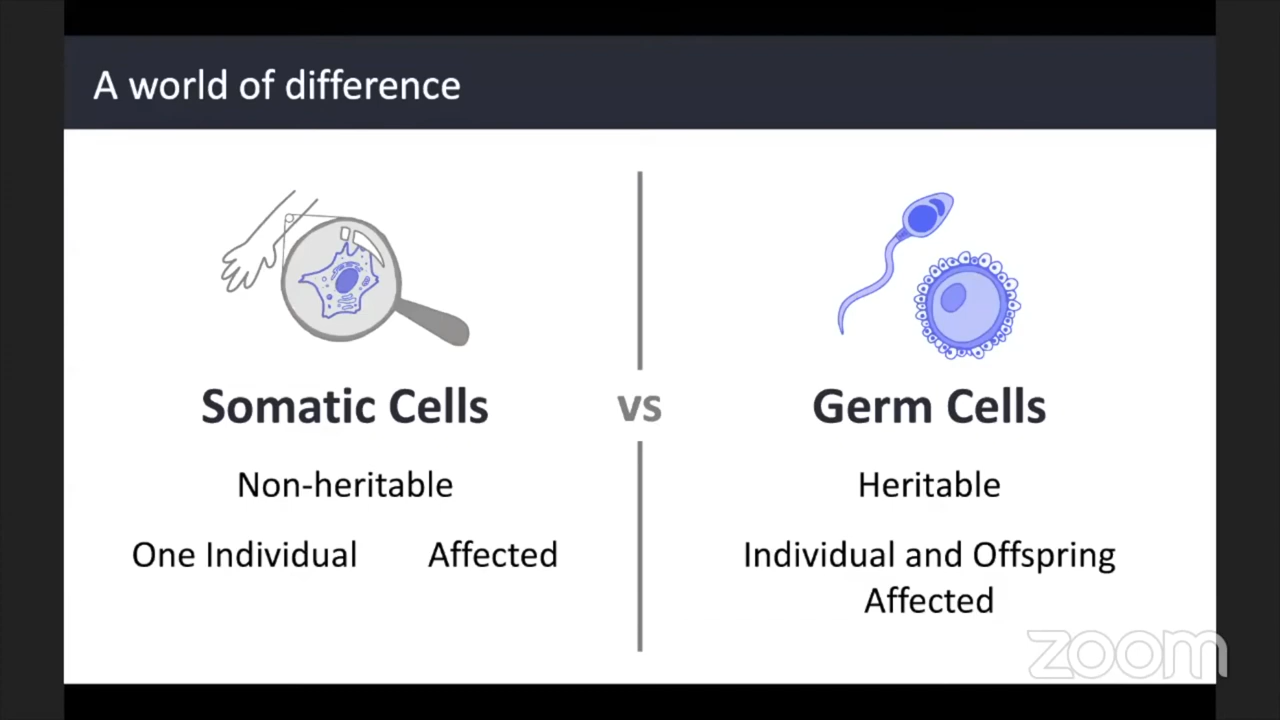 A world of difference
Somatic Cells
Non-heritable
One Individual Affected
vs
Germ Cells
Heritable
Individual and Offspring
Affected
zoom